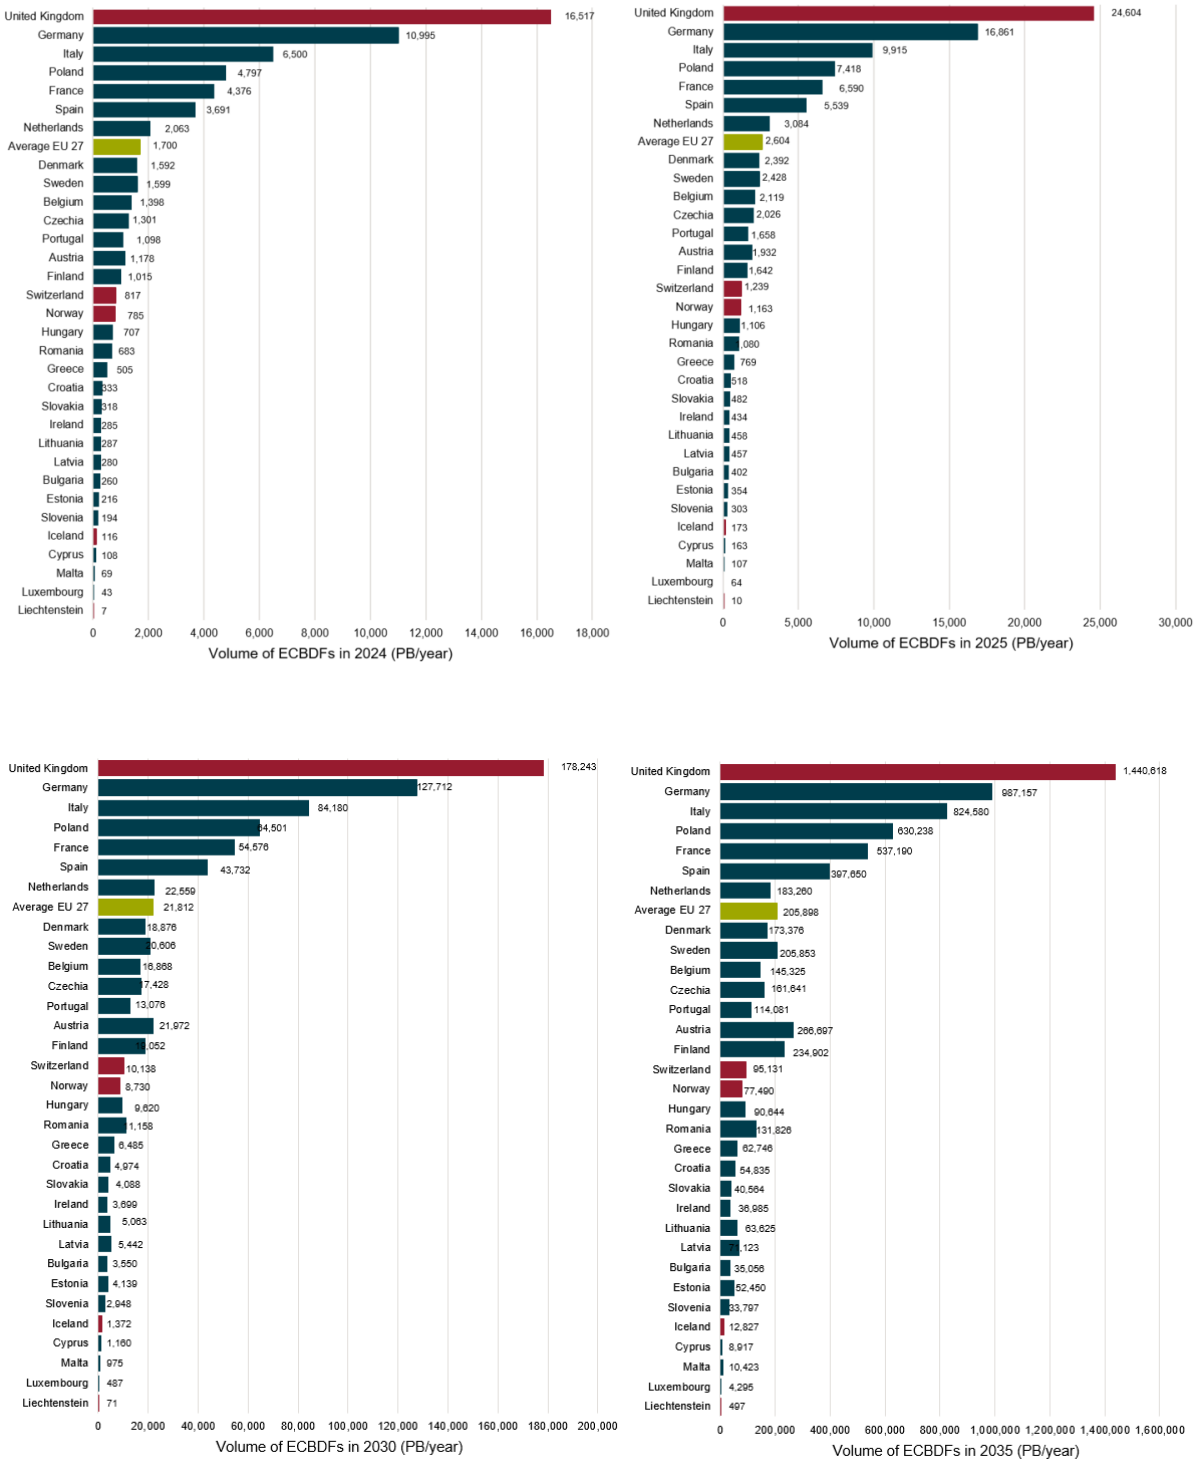 United Kingdom 16,517
Germany 10,995
Italy 6,500
Poland 4,797
France 4,376
Spain 3,691
Netherlands 2,063
Average EU 27 1,700
Denmark 1,592
Sweden 1,599
Belgium 1,398
Czechia 1,301
Portugal 1,098
Austria 1,178
Finland 1,015
Switzerland 817
Norway 785
Hungary 707
Romania 683
Greece 505
Croatia 333
Slovakia 318
Ireland 285
Lithuania 287
Latvia 280
Bulgaria 260
Estonia 216
Slovenia 194
Iceland 116
Cyprus 108
Malta 69
Luxembourg 43
Liechtenstein 7
0 2,000 4,000 6,000 8,000 10,000 12,000 14,000 16,000 18,000
Volume of ECBDFs in 2024 (PB/year)
United Kingdom 24,604
Germany 16,861
Italy 9,915
Poland 7,418
France 6,590
Spain 5,539
Netherlands 3,084
Average EU 27 2,604
Denmark 2,392
Sweden 2,428
Belgium 2,119
Czechia 2,026
Portugal 1,658
Austria 1,932
Finland 1,642
Switzerland 1,239
Norway 1,163
Hungary 1,106
Romania 1,080
Greece 769
Croatia 518
Slovakia 482
Ireland 434
Lithuania 458
Latvia 457
Bulgaria 402
Estonia 354
Slovenia 303
Iceland 173
Cyprus 163
Malta 107
Luxembourg 64
Liechtenstein 10
0 5,000 10,000 15,000 20,000 25,000 30,000
Volume of ECBDFs in 2025 (PB/year)
United Kingdom 178,243
Germany 127,712
Italy 84,180
Poland 64,501
France 54,576
Spain 43,732
Netherlands 22,559
Average EU 27 21,812
Denmark 18,876
Sweden 20,606
Belgium 16,868
Czechia 17,428
Portugal 13,076
Austria 21,972
Finland 19,052
Switzerland 10,138
Norway 8,730
Hungary 9,620
Romania 11,158
Greece 6,485
Croatia 4,974
Slovakia 4,088
Ireland 3,699
Lithuania 5,063
Latvia 5,442
Bulgaria 3,550
Estonia 4,139
Slovenia 2,948
Iceland 1,372
Cyprus 1,160
Malta 975
Luxembourg 487
Liechtenstein 71
0 20,000 40,000 60,000 80,000 100,000 120,000 140,000 160,000 180,000 200,000
Volume of ECBDFs in 2030 (PB/year)
United Kingdom 1,440,618
Germany 987,157
Italy 824,580
Poland 630,238
France 537,190
Spain 397,650
Netherlands 183,260
Average EU 27 205,898
Denmark 173,376
Sweden 205,853
Belgium 145,325
Czechia 161,641
Portugal 114,081
Austria 266,697
Finland 234,902
Switzerland 95,131
Norway 77,490
Hungary 90,644
Romania 131,826
Greece 62,746
Croatia 54,835
Slovakia 40,564
Ireland 36,985
Lithuania 63,625
Latvia 71,123
Bulgaria 35,056
Estonia 52,450
Slovenia 33,797
Iceland 12,827
Cyprus 8,917
Malta 10,423
Luxembourg 4,295
Liechtenstein 497
0 200,000 400,000 600,000 800,000 1,000,000 1,200,000 1,400,000 1,600,000
Volume of ECBDFs in 2035 (PB/year)